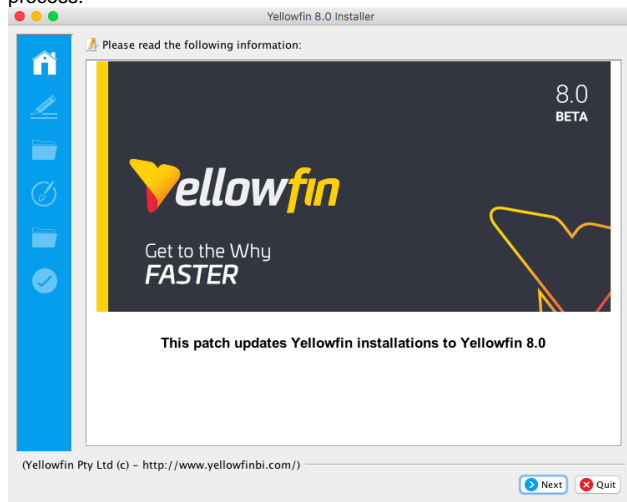 process.
Yellowfin 8.0 Installer
Please read the following information:
8.0
BETA
Yellowfin
Get to the Why
FASTER
This patch updates Yellowfin installations to Yellowfin 8.0
(Yellowfin Pty Ltd (c) – http://www.yellowfinbi.com/)
Next Quit